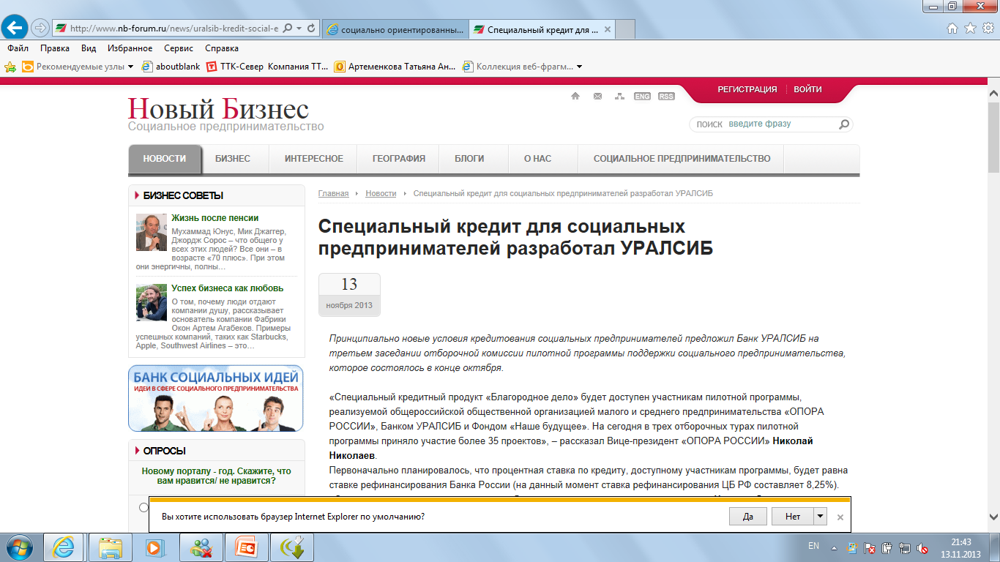 http://www.nb-forum.ru/news/uralsib-kredit-social-e
социально ориентированны...
Специальный кредит для ...
Файл Правка Вид Избранное Сервис Справка
Рекомендуемые узлы
aboutblank
ТТК-Север Компания ТТ...
Артеменкова Татьяна Ан...
Коллекция веб-фрагм...
РЕГИСТРАЦИЯ ВОЙТИ
ENG RSS
Новый Бизнес
Социальное предпринимательство
ПОИСК введите фразу
НОВОСТИ БИЗНЕС ИНТЕРЕСНОЕ ГЕОГРАФИЯ БЛОГИ О НАС СОЦИАЛЬНОЕ ПРЕДПРИНИМАТЕЛЬСТВО
БИЗНЕС СОВЕТЫ
Жизнь после пенсии
Мухаммад Юнус, Мик Джаггер,
Джордж Сорос – что общего у
всех этих людей? Все они – в
возрасте «70 плюс». При этом
они энергичны, полны…
Успех бизнеса как любовь
О том, почему люди отдают
компании душу, рассказывает
основатель компании Фабрики
Окон Артем Агабеков. Примеры
успешных компаний, таких как Starbucks,
Apple, Southwest Airlines – это…
БАНК СОЦИАЛЬНЫХ ИДЕЙ
ИДЕИ В СФЕРЕ СОЦИАЛЬНОГО ПРЕДПРИНИМАТЕЛЬСТВА
ОПРОСЫ
Новому порталу - год. Скажите, что
вам нравится/ не нравится?
Главная Новости Специальный кредит для социальных предпринимателей разработал УРАЛСИБ
Специальный кредит для социальных
предпринимателей разработал УРАЛСИБ
13
ноября 2013
Принципиально новые условия кредитования социальных предпринимателей предложил Банк УРАЛСИБ на
третьем заседании отборочной комиссии пилотной программы поддержки социального предпринимательства,
которое состоялось в конце октября.
«Специальный кредитный продукт «Благородное дело» будет доступен участникам пилотной программы,
реализуемой общероссийской общественной организацией малого и среднего предпринимательства «ОПОРА
РОССИИ», Банком УРАЛСИБ и Фондом «Наше будущее». На сегодня в трех отборочных турах пилотной
программы приняло участие более 35 проектов», – рассказал Вице-президент «ОПОРА РОССИИ» Николай
Николаев.
Первоначально планировалось, что процентная ставка по кредиту, доступному участникам программы, будет равна
ставке рефинансирования Банка России (на данный момент ставка рефинансирования ЦБ РФ составляет 8,25%).
Вы хотите использовать браузер Internet Explorer по умолчанию?
Да Нет
EN
21:43
13.11.2013